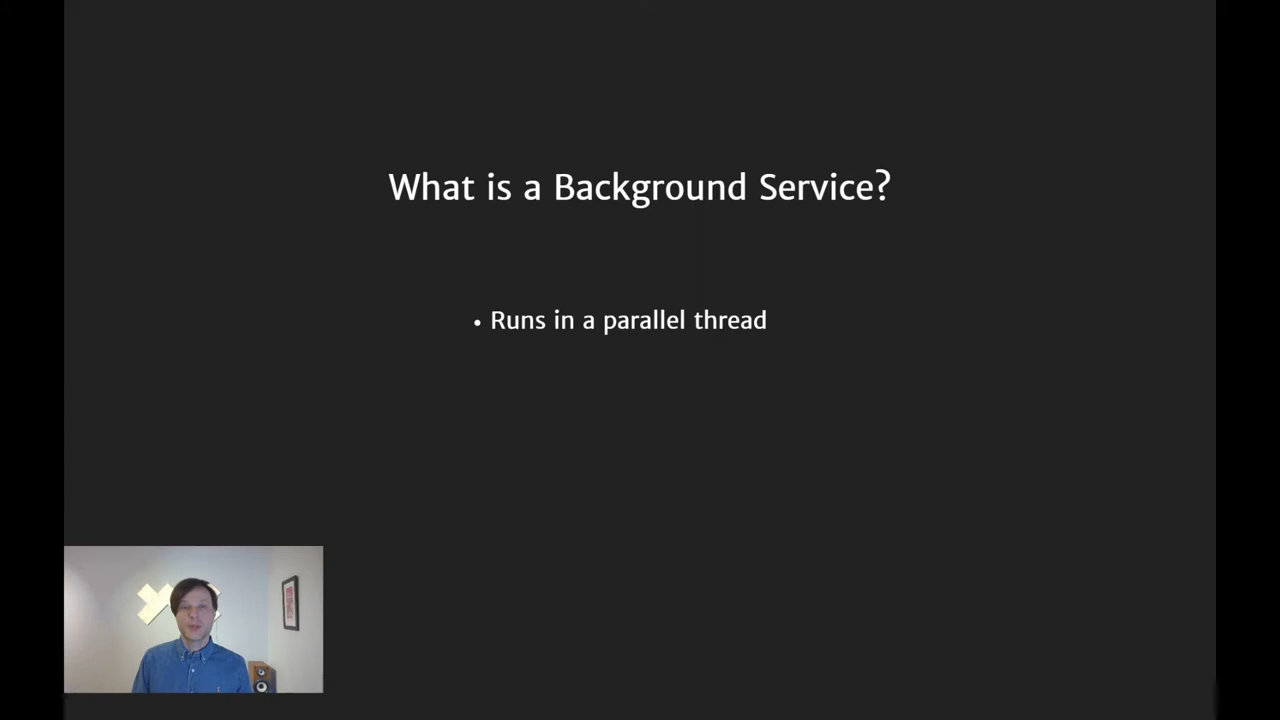 What is a Background Service?
• Runs in a parallel thread